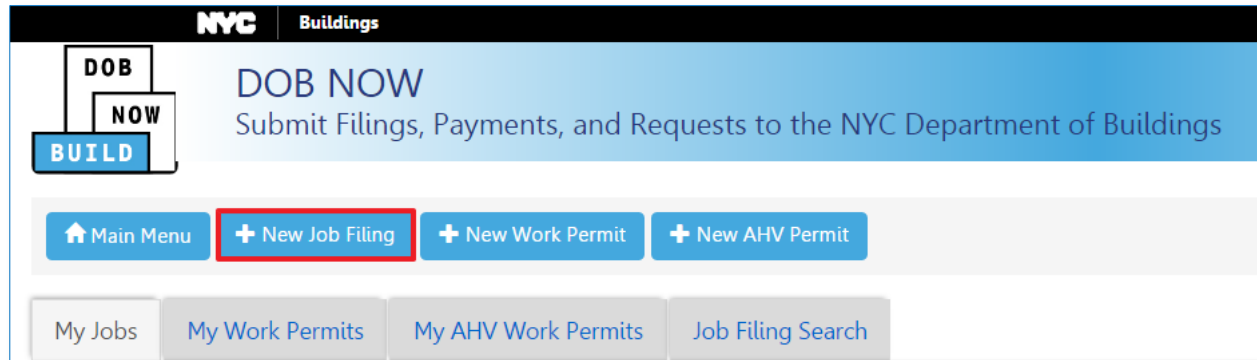 NYC Buildings
DOB
NOW
BUILD
DOB NOW
Submit Filings, Payments, and Requests to the NYC Department of Buildings
Main Menu + New Job Filing + New Work Permit + New AHV Permit
My Jobs My Work Permits My AHV Work Permits Job Filing Search